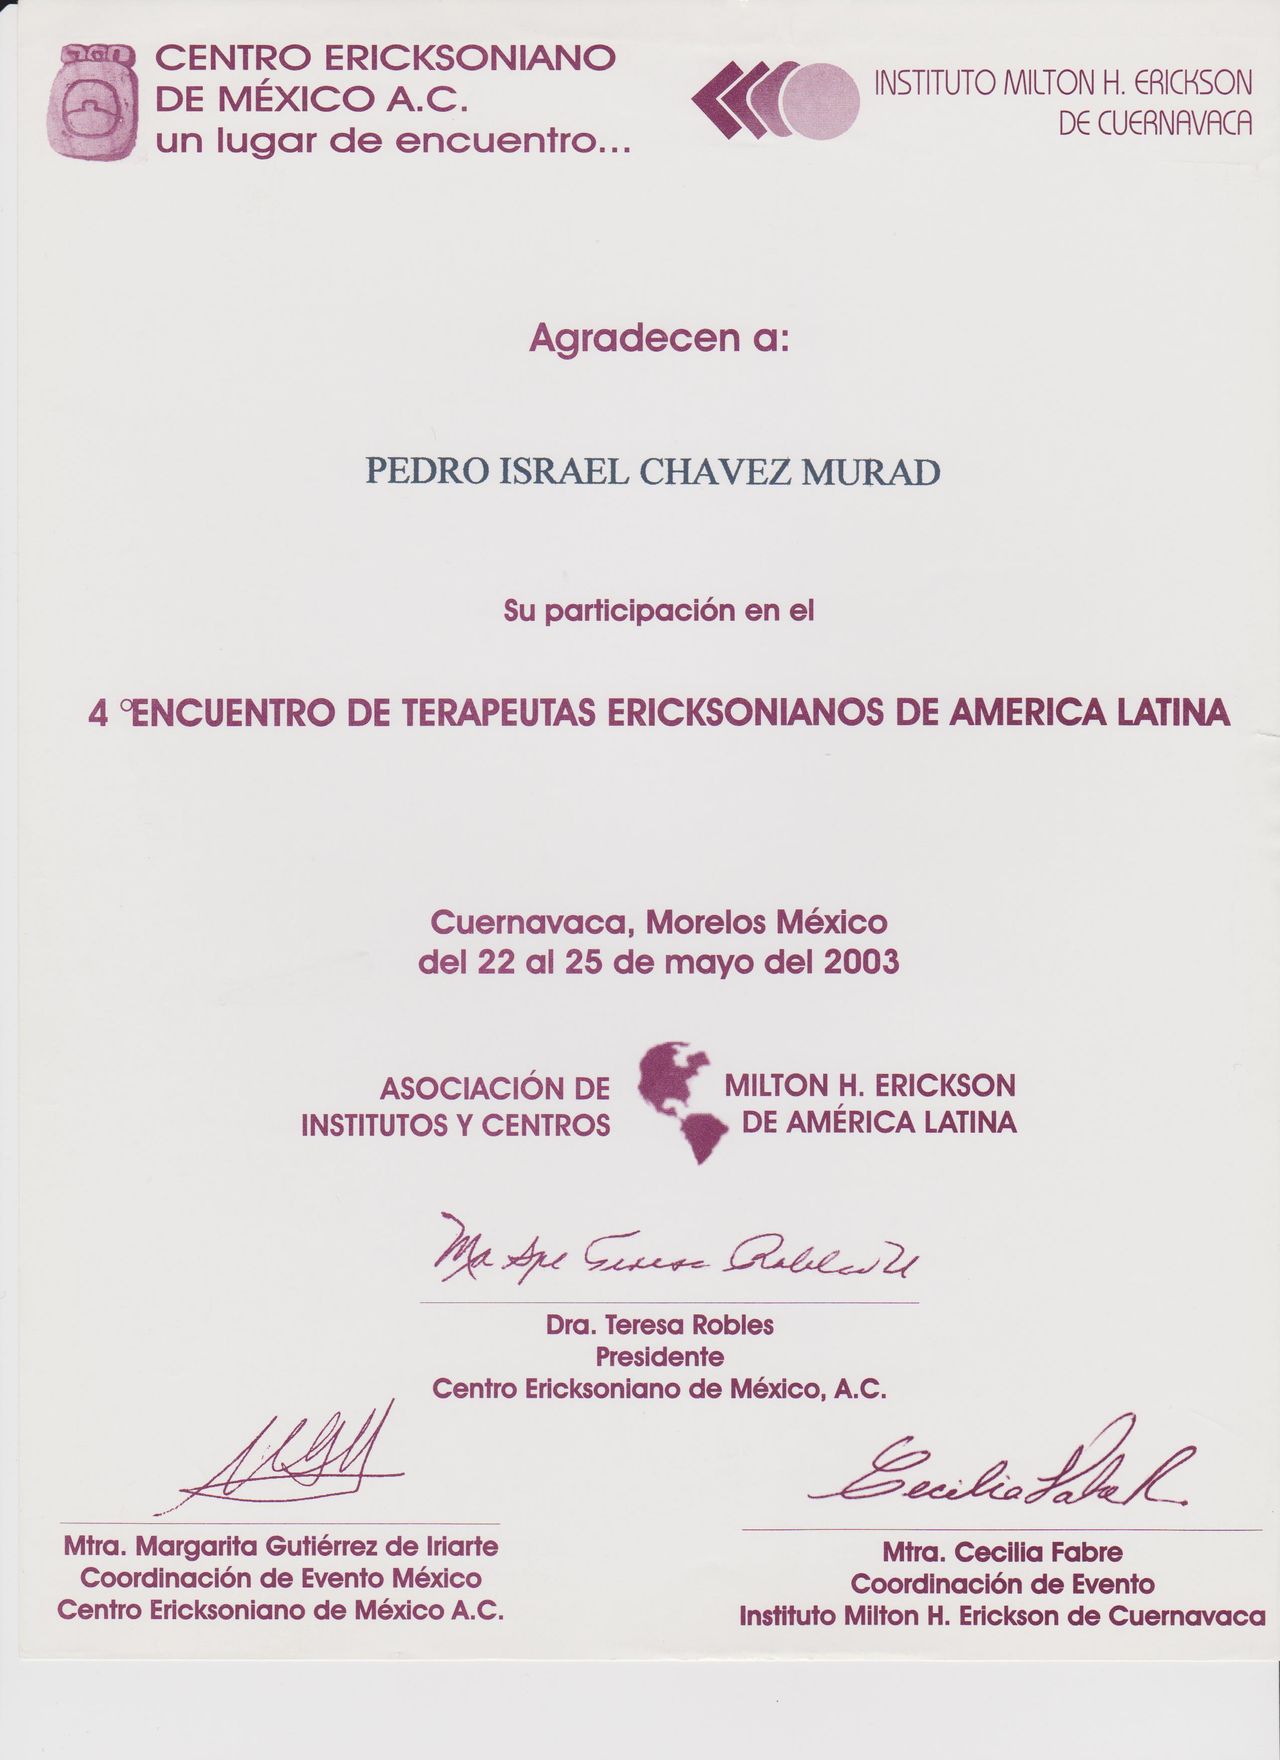 CENTRO ERICKSONIANO
DE MÉXICO A.C.
un lugar de encuentro...
INSTITUTO MILTON H. ERICKSON
DE CUERNAVACA
Agradecen a:
PEDRO ISRAEL CHAVEZ MURAD
Su participación en el
4 ° ENCUENTRO DE TERAPEUTAS ERICKSONIANOS DE AMERICA LATINA
Cuernavaca, Morelos México
del 22 al 25 de mayo del 2003
ASOCIACIÓN DE
INSTITUTOS Y CENTROS
MILTON H. ERICKSON
DE AMÉRICA LATINA
Dra. Teresa Robles
Presidente
Centro Ericksoniano de México, A.C.
Mtra. Margarita Gutiérrez de Iriarte
Coordinación de Evento México
Centro Ericksoniano de México A.C.
Cecilia Fabre R.
Mtra. Cecilia Fabre
Coordinación de Evento
Instituto Milton H. Erickson de Cuernavaca